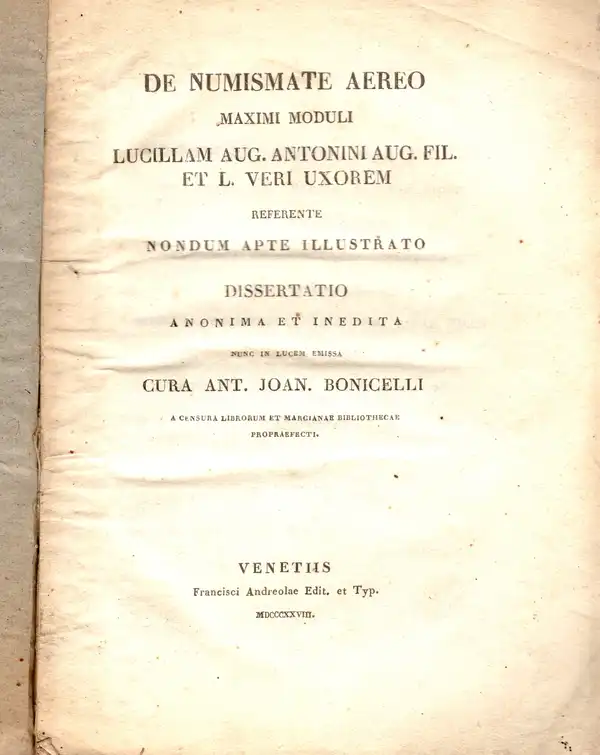 DE NUMISMATE AEREO
MAXIMI MODULI
LUCILLAM AUG. ANTONINI AUG. FIL.
ET L. VERI UXOREM
REFERENTE
NONDUM APTE ILLUSTRATO
DISSERTATIO
ANONIMA ET INEDITA
NUNC IN LUCEM EMISSA
CURA ANT. JOAN. BONICELLI
A CENSURA LIBRORUM ET MARCIANAE BIBLIOTHECAE
PROPRAEFECTI.
VENETIIS
Francisci Andreolae Edit. et Typ.
MDCCCXXVIII.